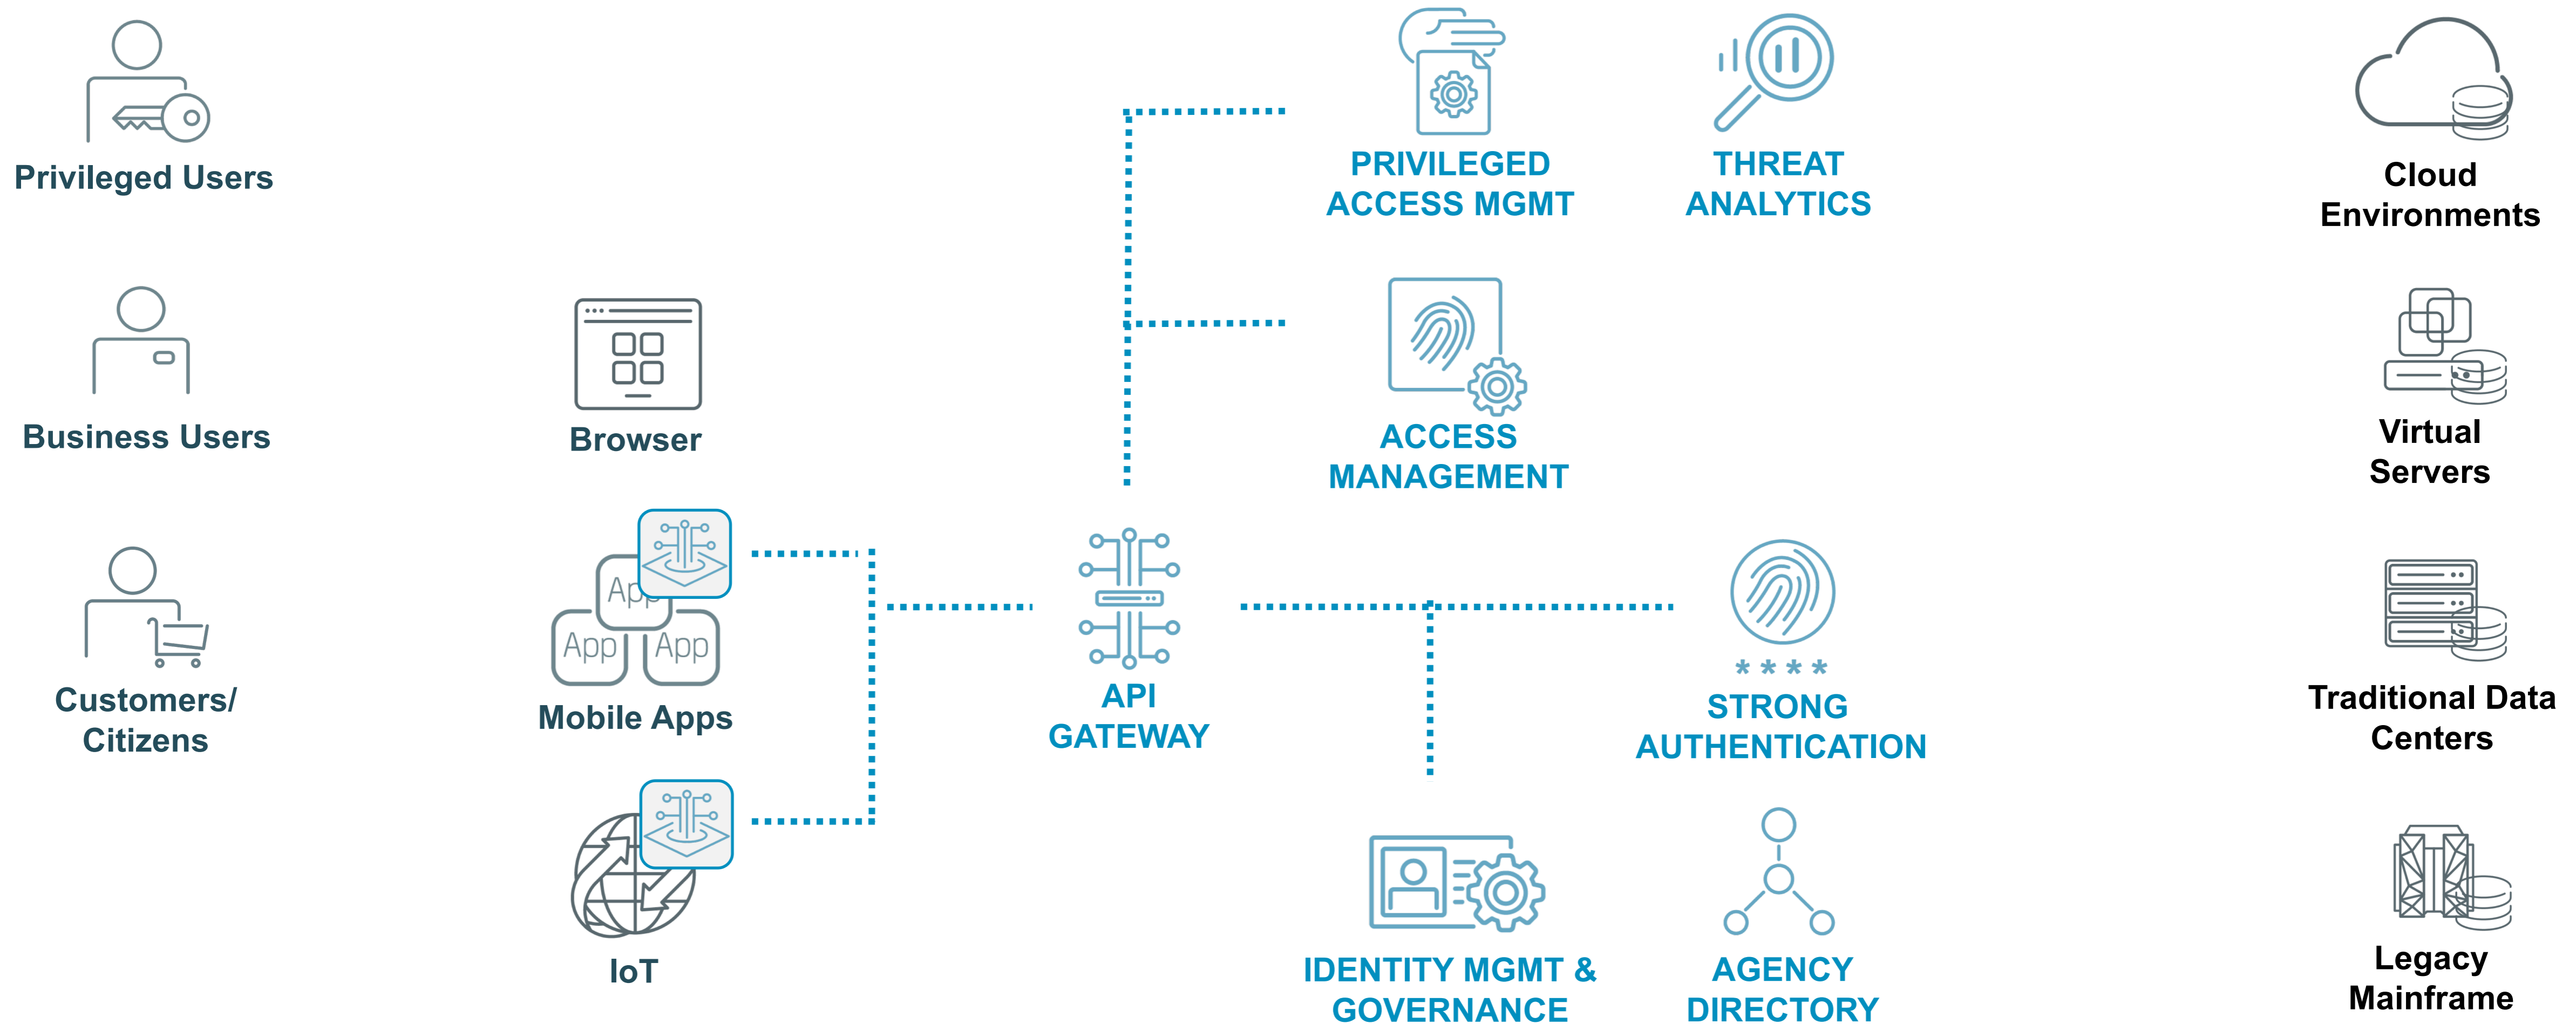 Privileged Users
Business Users
Customers/
Citizens
Browser
App
App
App
Mobile Apps
IoT
API
GATEWAY
PRIVILEGED
ACCESS MGMT
THREAT
ANALYTICS
ACCESS
MANAGEMENT
* * * *
STRONG
AUTHENTICATION
IDENTITY MGMT &
GOVERNANCE
AGENCY
DIRECTORY
Cloud
Environments
Virtual
Servers
Traditional Data
Centers
Legacy
Mainframe